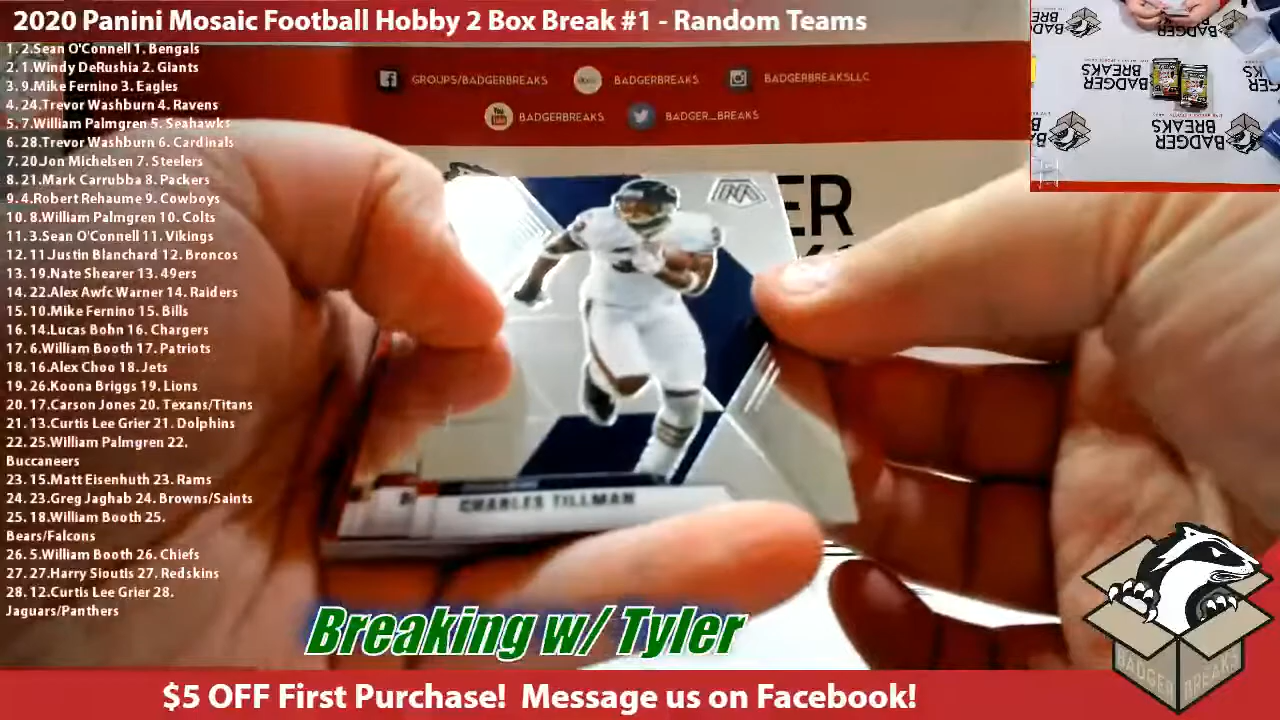 2020 Panini Mosaic Football Hobby 2 Box Break #1 - Random Teams
1. 2.Sean O'Connell 1. Bengals
2. 1.Windy DeRushia 2. Giants
3. 9.Mike Fernino 3. Eagles
4. 24.Trevor Washburn 4. Ravens
5. 7.William Palmgren 5. Seahawks
6. 28.Trevor Washburn 6. Cardinals
7. 20.Jon Michelsen 7. Steelers
8. 21.Mark Carrubba 8. Packers
9. 4.Robert Rehaume 9. Cowboys
10. 8.William Palmgren 10. Colts
11. 3.Sean O'Connell 11. Vikings
12. 11.Justin Blanchard 12. Broncos
13. 19.Nate Shearer 13. 49ers
14. 22.Alex Awfc Warner 14. Raiders
15. 10.Mike Fernino 15. Bills
16. 14.Lucas Bohn 16. Chargers
17. 6.William Booth 17. Patriots
18. 16.Alex Choo 18. Jets
19. 26.Koona Briggs 19. Lions
20. 17.Carson Jones 20. Texans/Titans
21. 13.Curtis Lee Grier 21. Dolphins
22. 25.William Palmgren 22.
Buccaneers
23. 15.Matt Eisenhuth 23. Rams
24. 23.Greg Jaghab 24. Browns/Saints
25. 18.William Booth 25.
Bears/Falcons
26. 5.William Booth 26. Chiefs
27. 27.Harry Sioutis 27. Redskins
28. 12.Curtis Lee Grier 28.
Jaguars/Panthers
GROUPS/BADGERBREAKS
BADGERBREAKS
BADGERBREAKSLLC
BADGERBREAKS
BADGER_BREAKS
ER
CHARLES TILLMAN
BADGER
BREAKS
BADGER
BREAKS
Breaking w/ Tyler
BADGER BREAKS
$5 OFF First Purchase! Message us on Facebook!